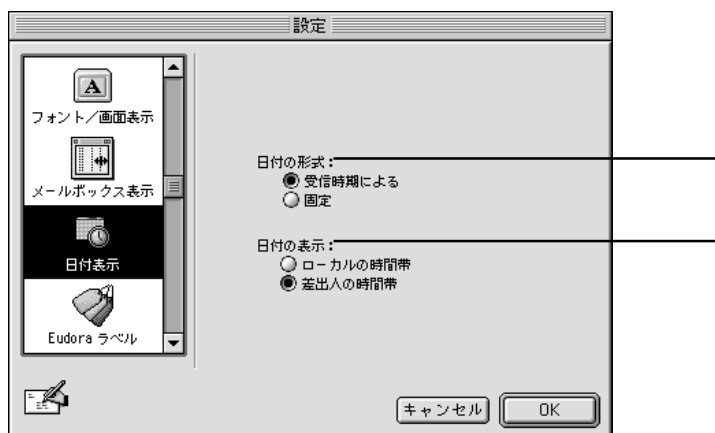 設定
フォント／画面表示
メールボックス表示
日付表示
Eudora ラベル
日付の形式：
受信時期による
固定
日付の表示：
ローカルの時間帯
差出人の時間帯
キャンセル
OK